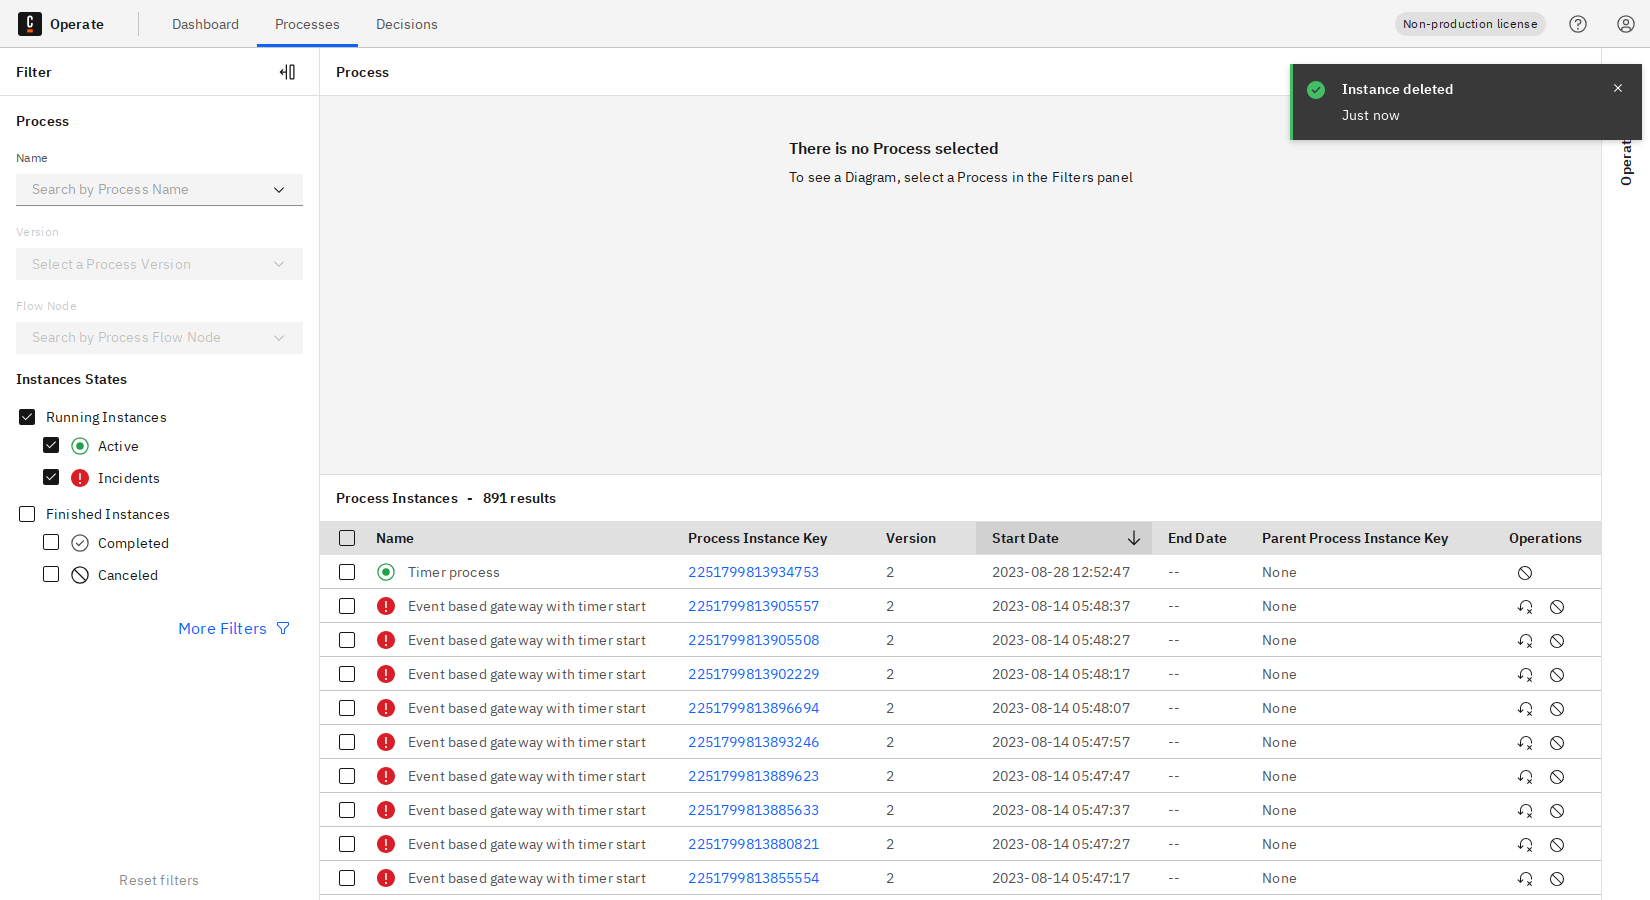 C Operate Dashboard Processes Decisions Non-production license
Filter
Process
Instance deleted
Just now
Operat
Process
Name
Search by Process Name
Version
Select a Process Version
Flow Node
Search by Process Flow Node
Instances States
Running Instances
Active
Incidents
Finished Instances
Completed
Canceled
More Filters
Reset filters
There is no Process selected
To see a Diagram, select a Process in the Filters panel
Process Instances - 891 results
Name Process Instance Key Version Start Date End Date Parent Process Instance Key Operations
Timer process 2251799813934753 2 2023-08-28 12:52:47 -- None
Event based gateway with timer start 2251799813905557 2 2023-08-14 05:48:37 -- None
Event based gateway with timer start 2251799813905508 2 2023-08-14 05:48:27 -- None
Event based gateway with timer start 2251799813902229 2 2023-08-14 05:48:17 -- None
Event based gateway with timer start 2251799813896694 2 2023-08-14 05:48:07 -- None
Event based gateway with timer start 2251799813893246 2 2023-08-14 05:47:57 -- None
Event based gateway with timer start 2251799813889623 2 2023-08-14 05:47:47 -- None
Event based gateway with timer start 2251799813885633 2 2023-08-14 05:47:37 -- None
Event based gateway with timer start 2251799813880821 2 2023-08-14 05:47:27 -- None
Event based gateway with timer start 2251799813855554 2 2023-08-14 05:47:17 -- None